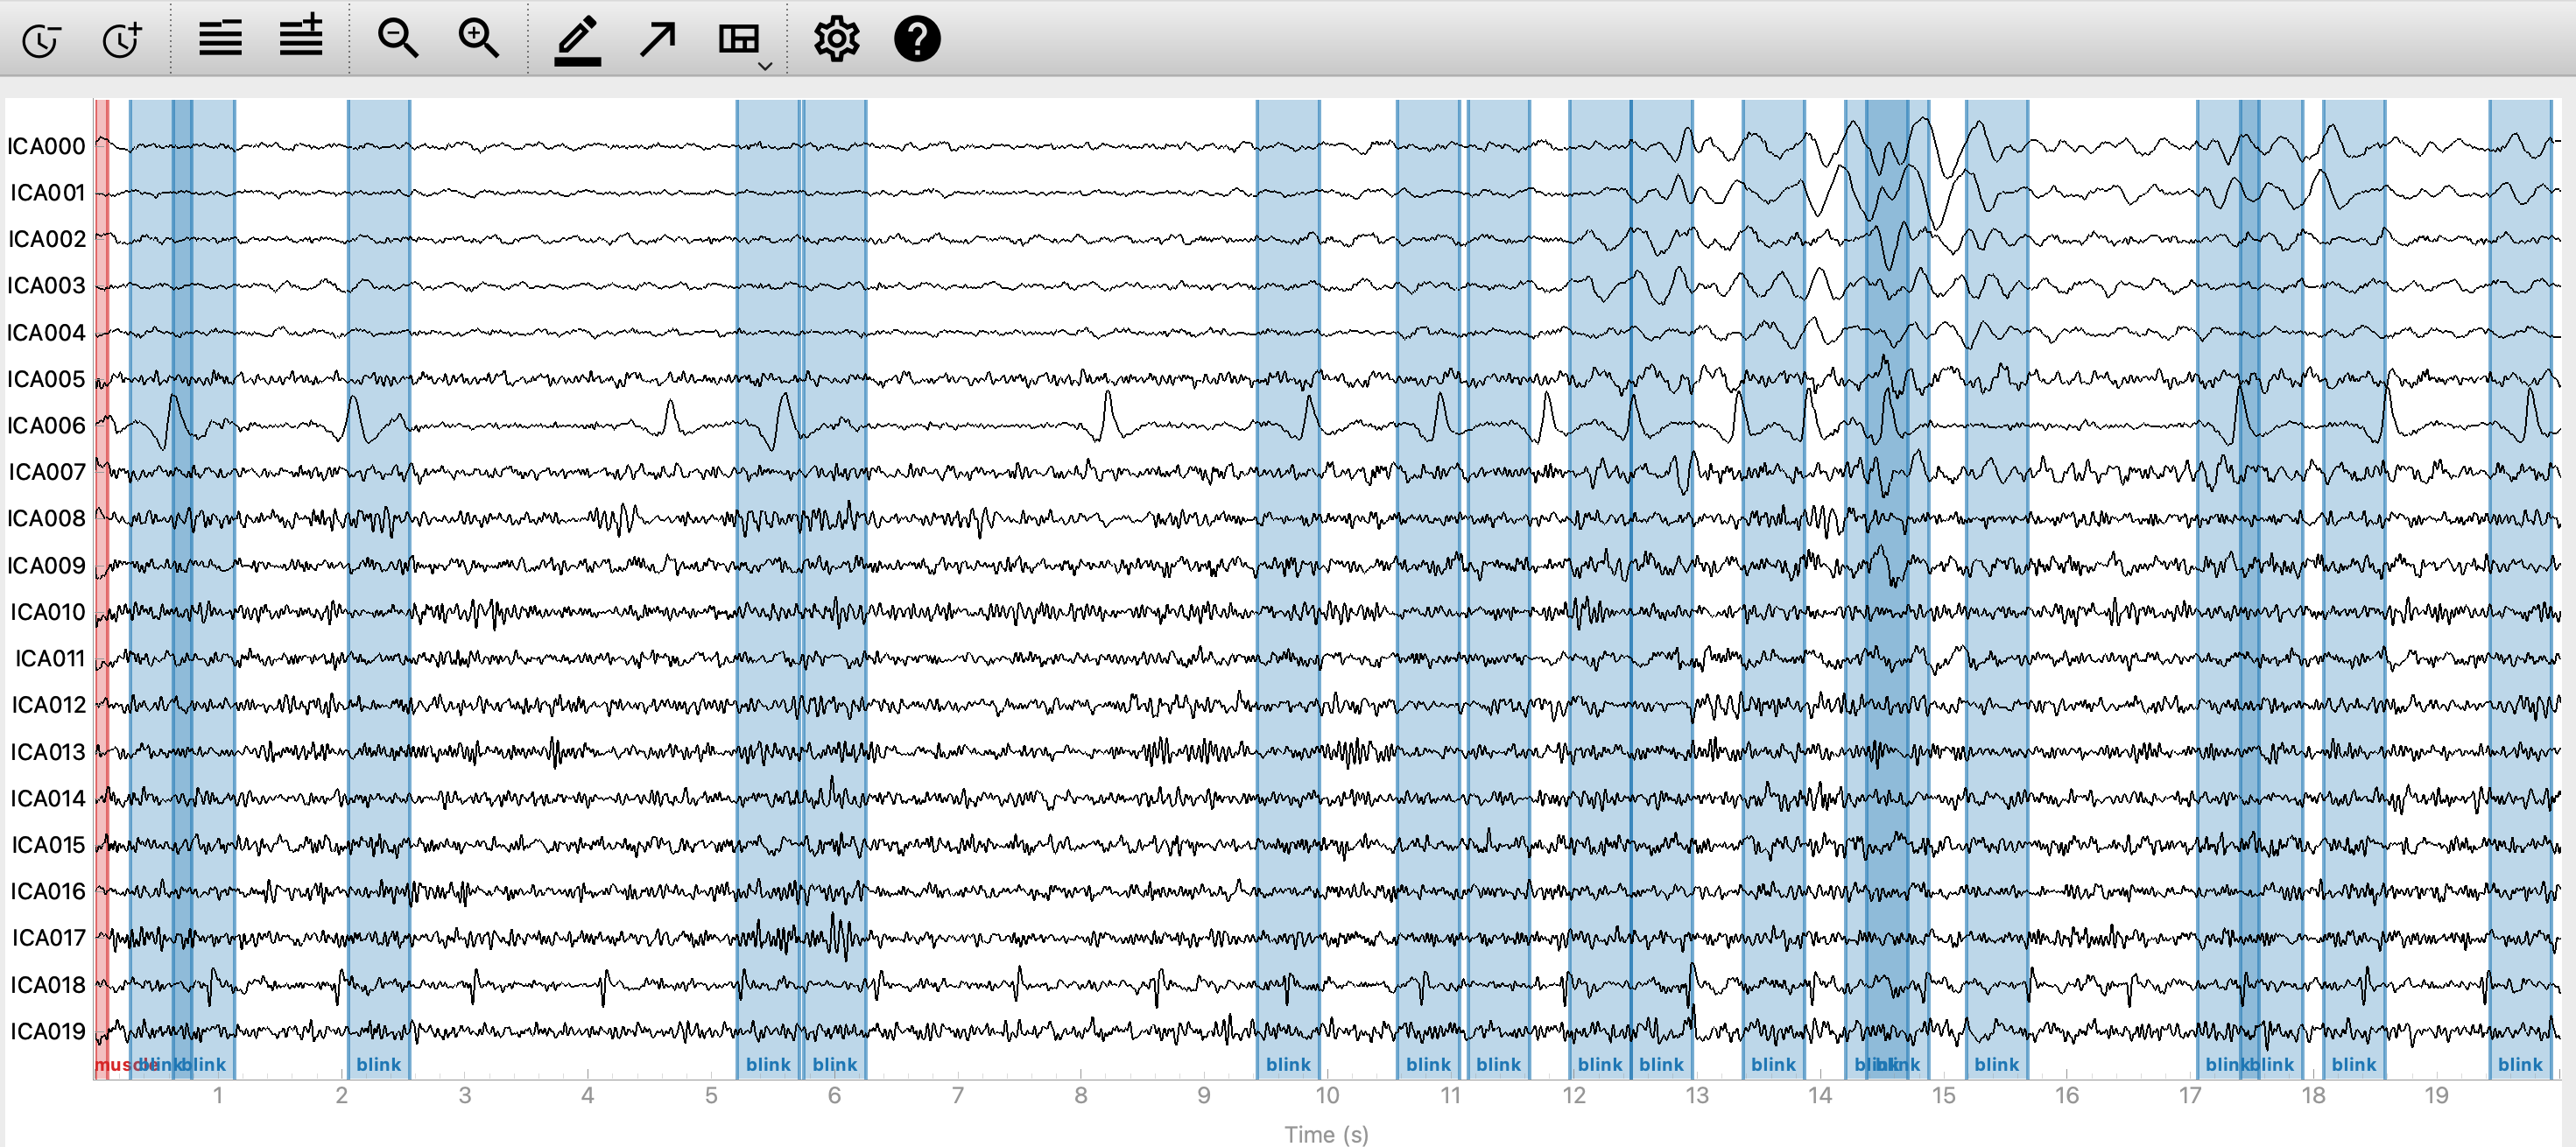 ICA000
ICA001
ICA002
ICA003
ICA004
ICA005
ICA006
ICA007
ICA008
ICA009
ICA010
ICA011
ICA012
ICA013
ICA014
ICA015
ICA016
ICA017
ICA018
ICA019
muscle blink blink blink blink blink blink blink blink blink blink blink blink blink blink blink blink blink blink
1 2 3 4 5 6 7 8 9 10 11 12 13 14 15 16 17 18 19
Time (s)